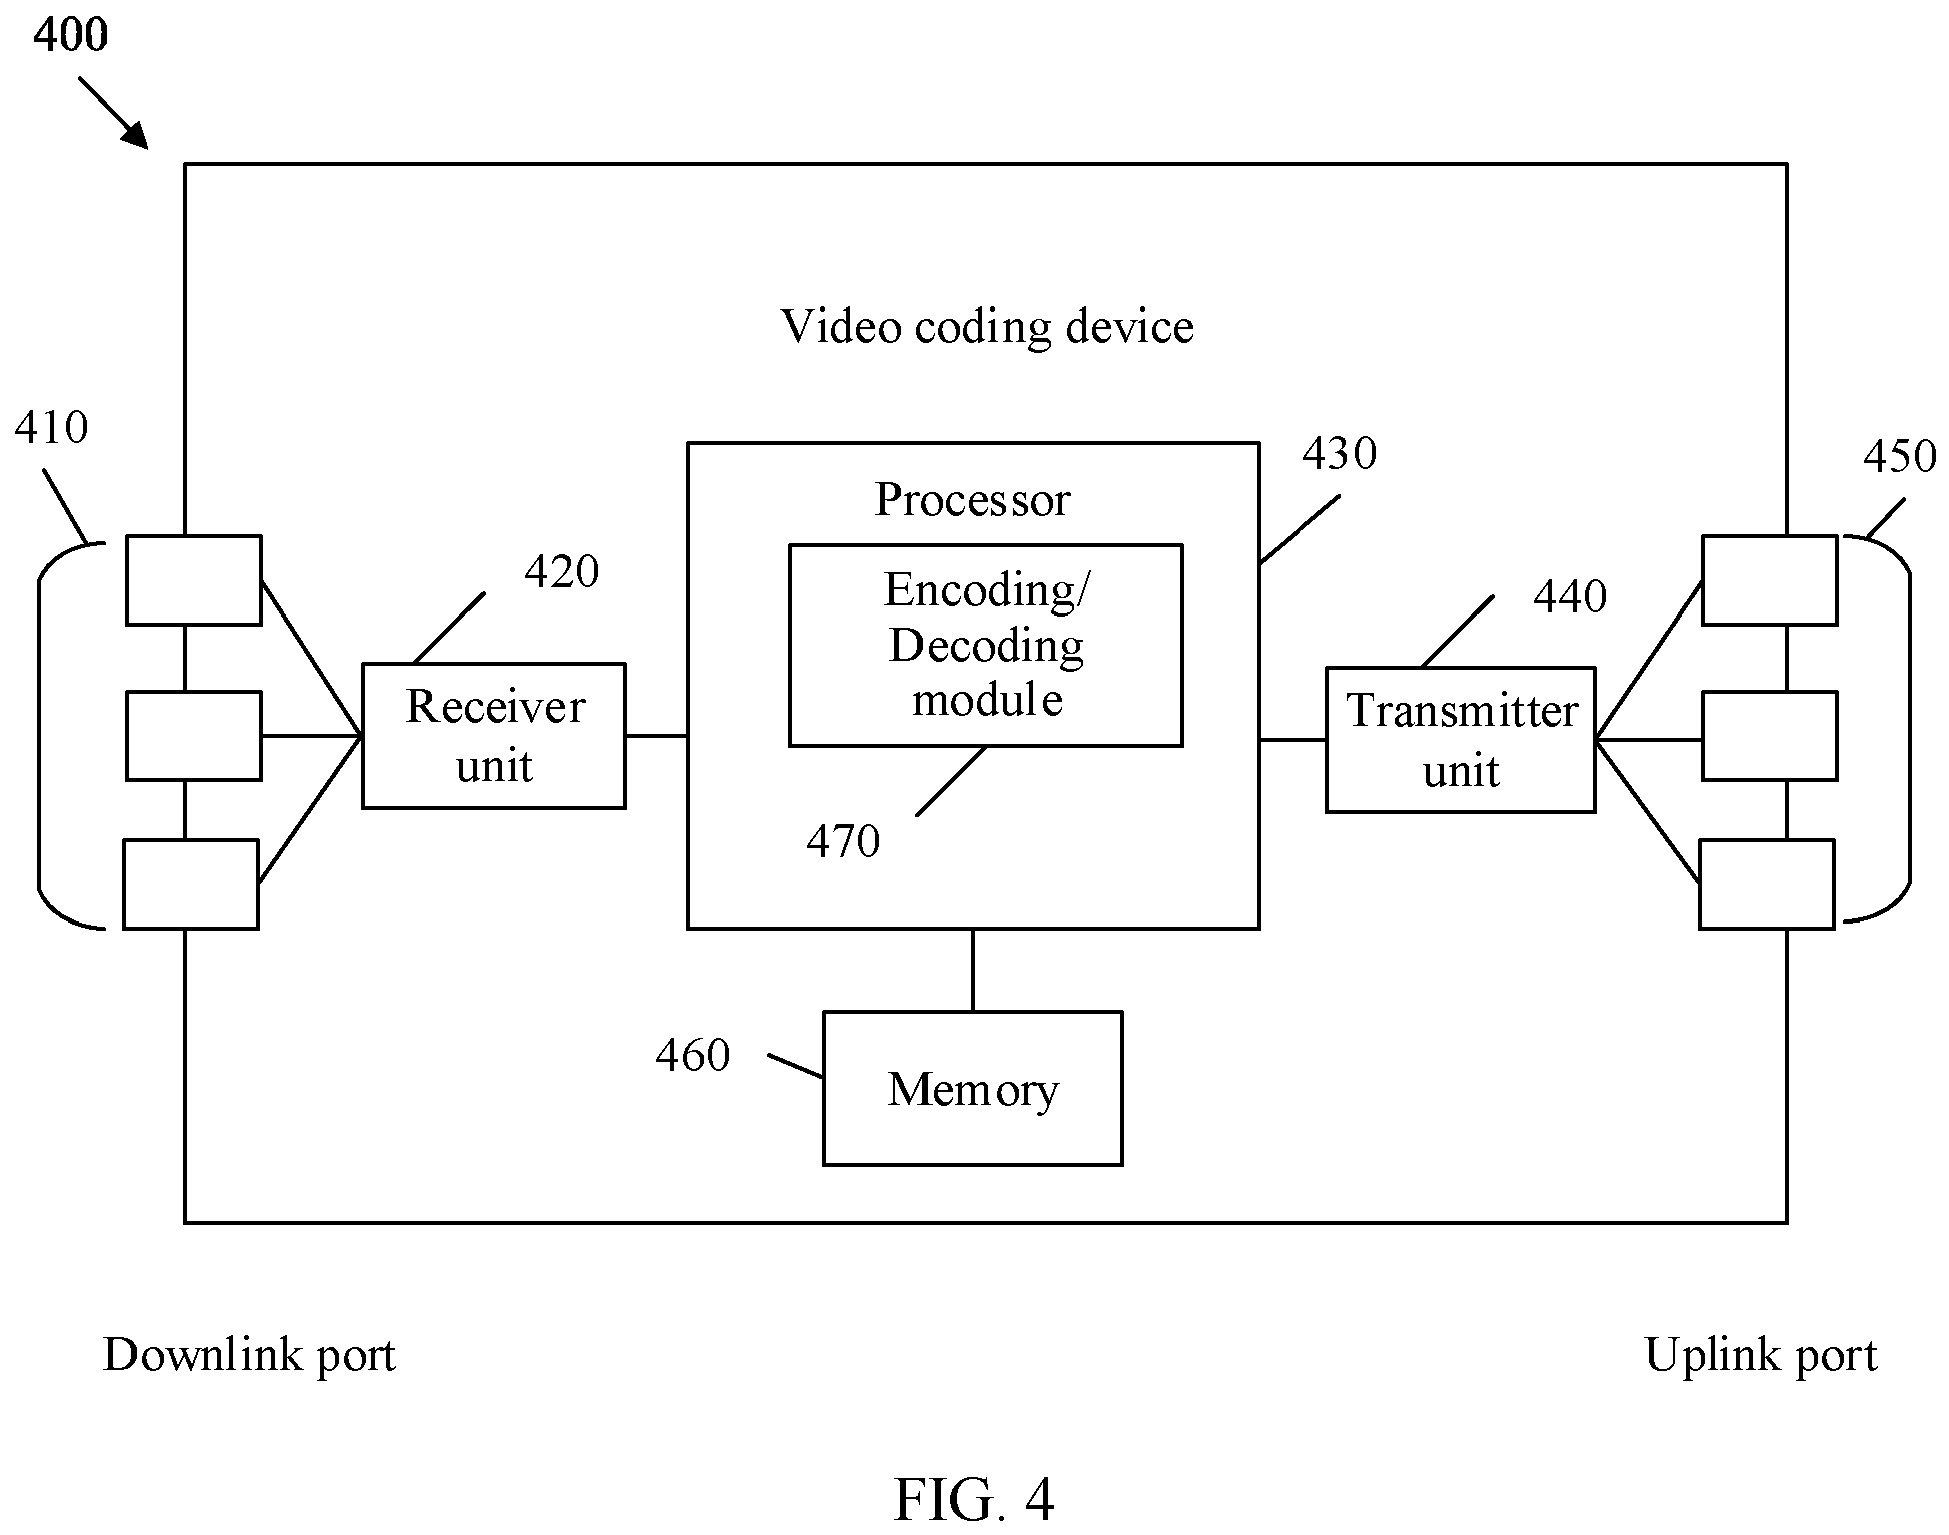 400
Video coding device
410
430
450
Processor
420
Encoding/
Decoding
module
440
Receiver
unit
Transmitter
unit
470
460
Memory
Downlink port
Uplink port
FIG. 4